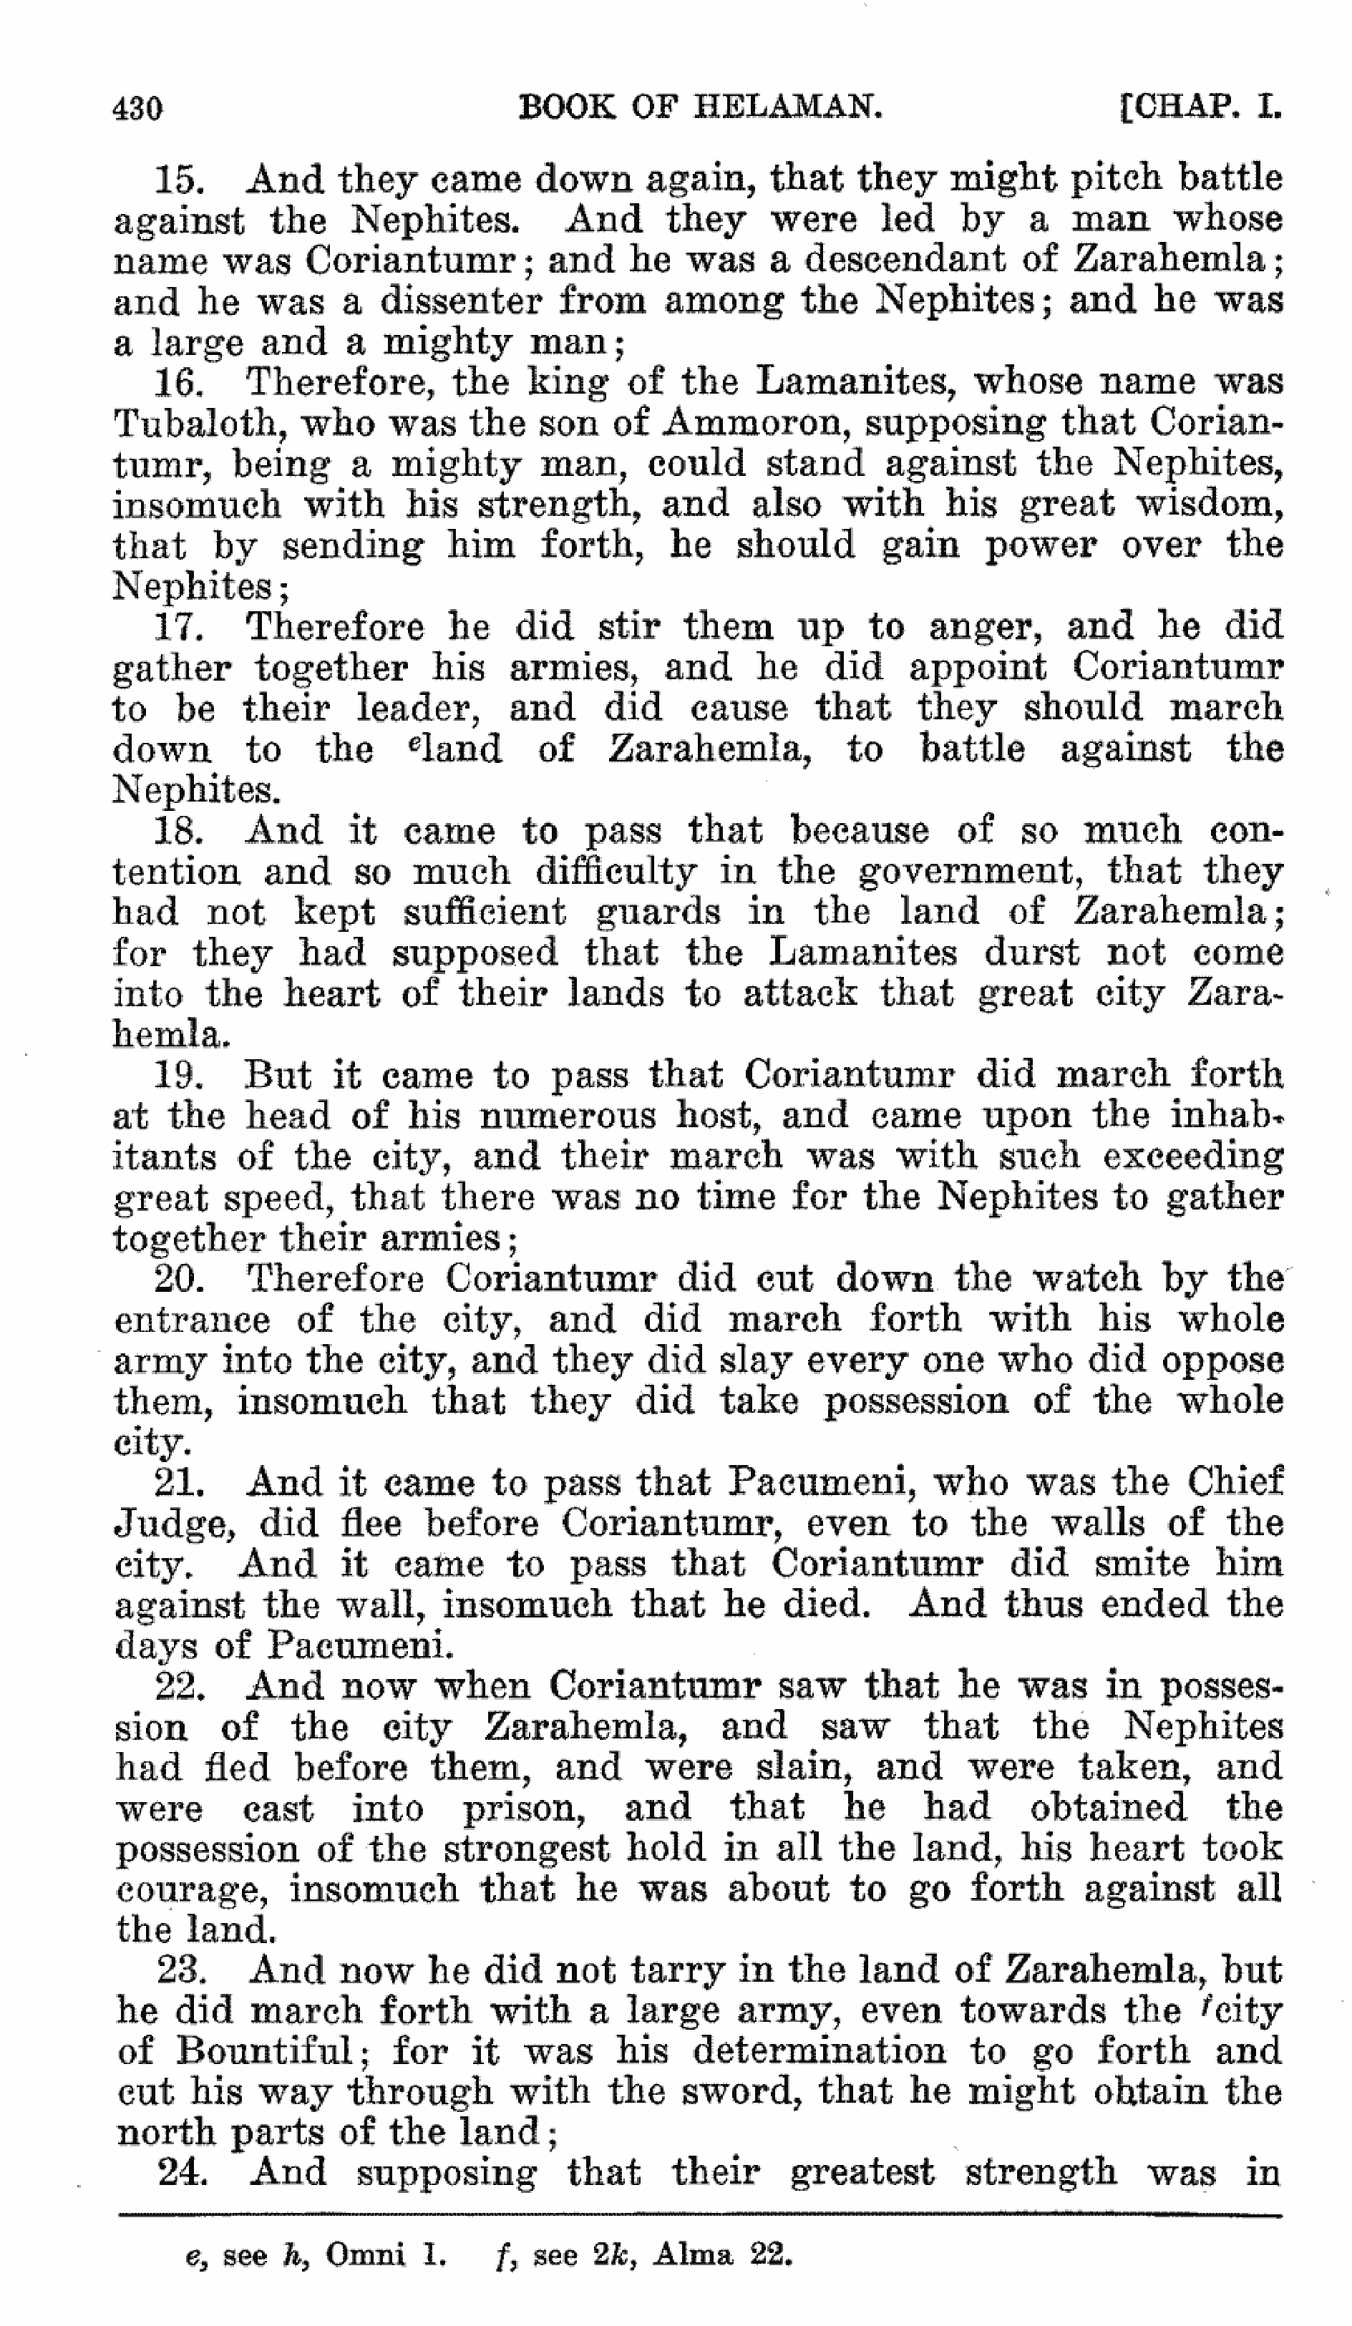 430 BOOK OF HELAMAN. [CHAP. I.
15. And they came down again, that they might pitch battle
against the Nephites. And they were led by a man whose
name was Coriantumr; and he was a descendant of Zarahemla;
and he was a dissenter from among the Nephites; and he was
a large and a mighty man;
16. Therefore, the king of the Lamanites, whose name was
Tubaloth, who was the son of Ammoron, supposing that Corian-
tumr, being a mighty man, could stand against the Nephites,
insomuch with his strength, and also with his great wisdom,
that by sending him forth, he should gain power over the
Nephites;
17. Therefore he did stir them up to anger, and he did
gather together his armies, and he did appoint Coriantumr
to be their leader, and did cause that they should march
down to the eland of Zarahemla, to battle against the
Nephites.
18. And it came to pass that because of so much con-
tention and so much difficulty in the government, that they
had not kept sufficient guards in the land of Zarahemla;
for they had supposed that the Lamanites durst not come
into the heart of their lands to attack that great city Zara-
hemla.
19. But it came to pass that Coriantumr did march forth
at the head of his numerous host, and came upon the inhab-
itants of the city, and their march was with such exceeding
great speed, that there was no time for the Nephites to gather
together their armies;
20. Therefore Coriantumr did cut down the watch by the
entrance of the city, and did march forth with his whole
army into the city, and they did slay every one who did oppose
them, insomuch that they did take possession of the whole
city.
21. And it came to pass that Pacumeni, who was the Chief
Judge, did flee before Coriantumr, even to the walls of the
city. And it came to pass that Coriantumr did smite him
against the wall, insomuch that he died. And thus ended the
days of Pacumeni.
22. And now when Coriantumr saw that he was in posses-
sion of the city Zarahemla, and saw that the Nephites
had fled before them, and were slain, and were taken, and
were cast into prison, and that he had obtained the
possession of the strongest hold in all the land, his heart took
courage, insomuch that he was about to go forth against all
the land.
23. And now he did not tarry in the land of Zarahemla, but
he did march forth with a large army, even towards the fcity
of Bountiful; for it was his determination to go forth and
cut his way through with the sword, that he might obtain the
north parts of the land;
24. And supposing that their greatest strength was in
e, see h, Omni 1. f, see 2k, Alma 22.